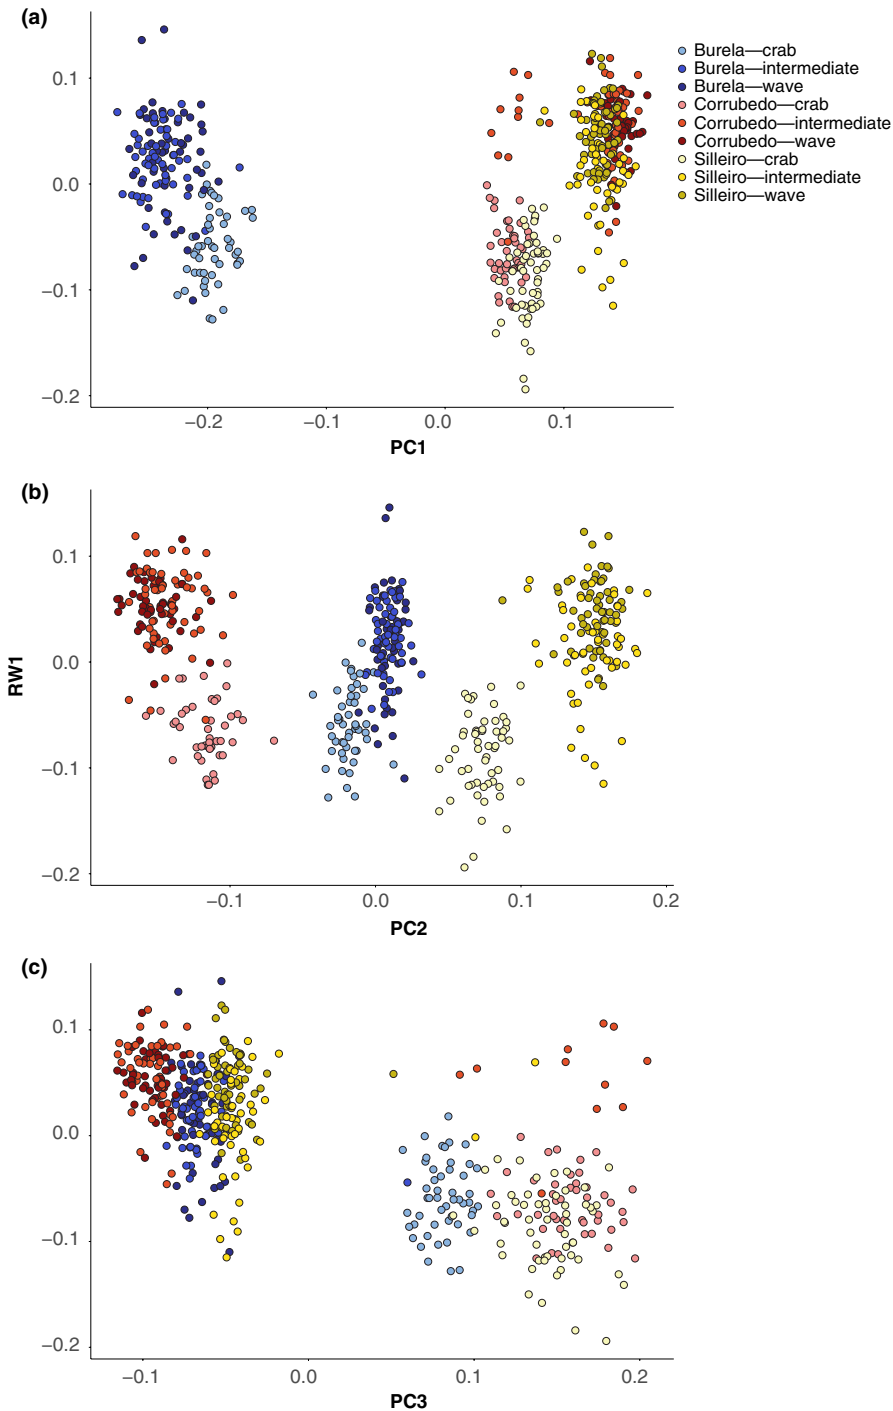 (a)
0.1
0.0
−0.1
−0.2
−0.2
−0.1
0.0
0.1
PC1
Burela—crab
Burela—intermediate
Burela—wave
Corrubedo—crab
Corrubedo—intermediate
Corrubedo—wave
Silleiro—crab
Silleiro—intermediate
Silleiro—wave
(b)
RW1
0.1
0.0
−0.1
−0.2
−0.1
0.0
0.1
0.2
PC2
(c)
0.1
0.0
−0.1
−0.2
−0.1
0.0
0.1
0.2
PC3